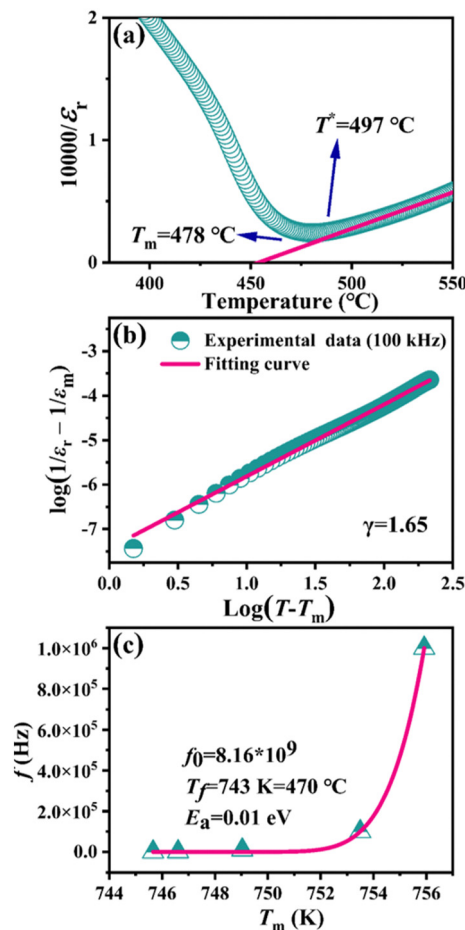 (a)
10000/εr
2
1
0
T*=497 °C
Tm=478 °C
400 450 500 550
Temperature (°C)
(b)
Experimental data (100 kHz)
Fitting curve
log(1/εr − 1/εm)
-3
-4
-5
-6
-7
γ=1.65
0.0 0.5 1.0 1.5 2.0 2.5
Log(T-Tm)
(c)
f (Hz)
1.0×10⁶
8.0×10⁵
6.0×10⁵
4.0×10⁵
2.0×10⁵
0.0
f0=8.16*10⁹
Tf=743 K=470 °C
Ea=0.01 eV
744 746 748 750 752 754 756
Tm (K)